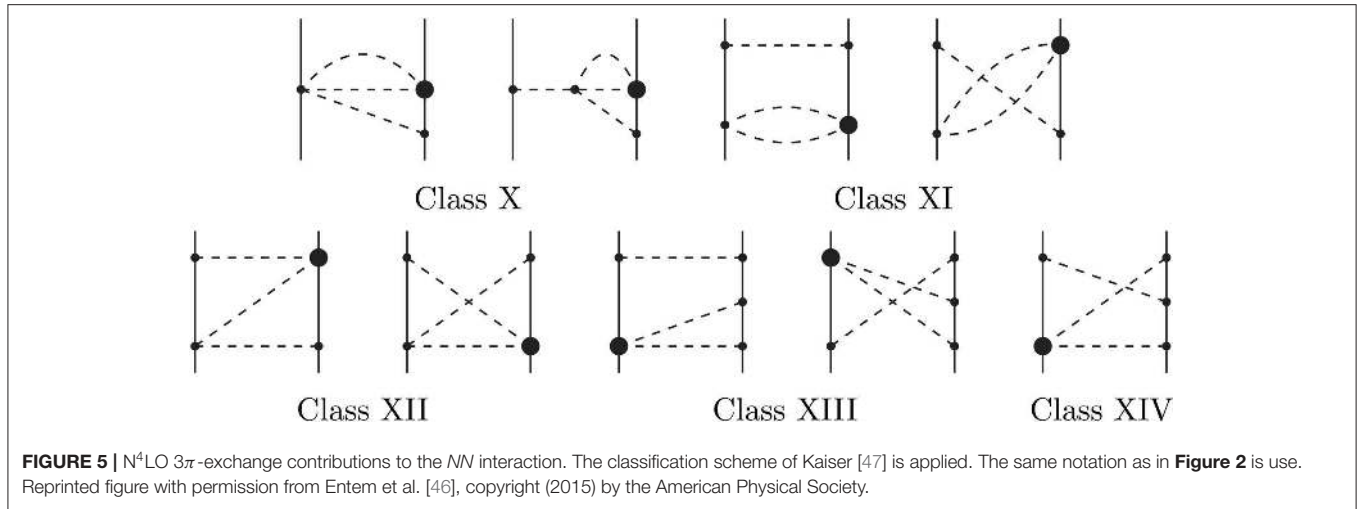 Class X
Class XI
Class XII
Class XIII
Class XIV
FIGURE 5 | N⁴LO 3π-exchange contributions to the NN interaction. The classification scheme of Kaiser [47] is applied. The same notation as in Figure 2 is use.
Reprinted figure with permission from Entem et al. [46], copyright (2015) by the American Physical Society.